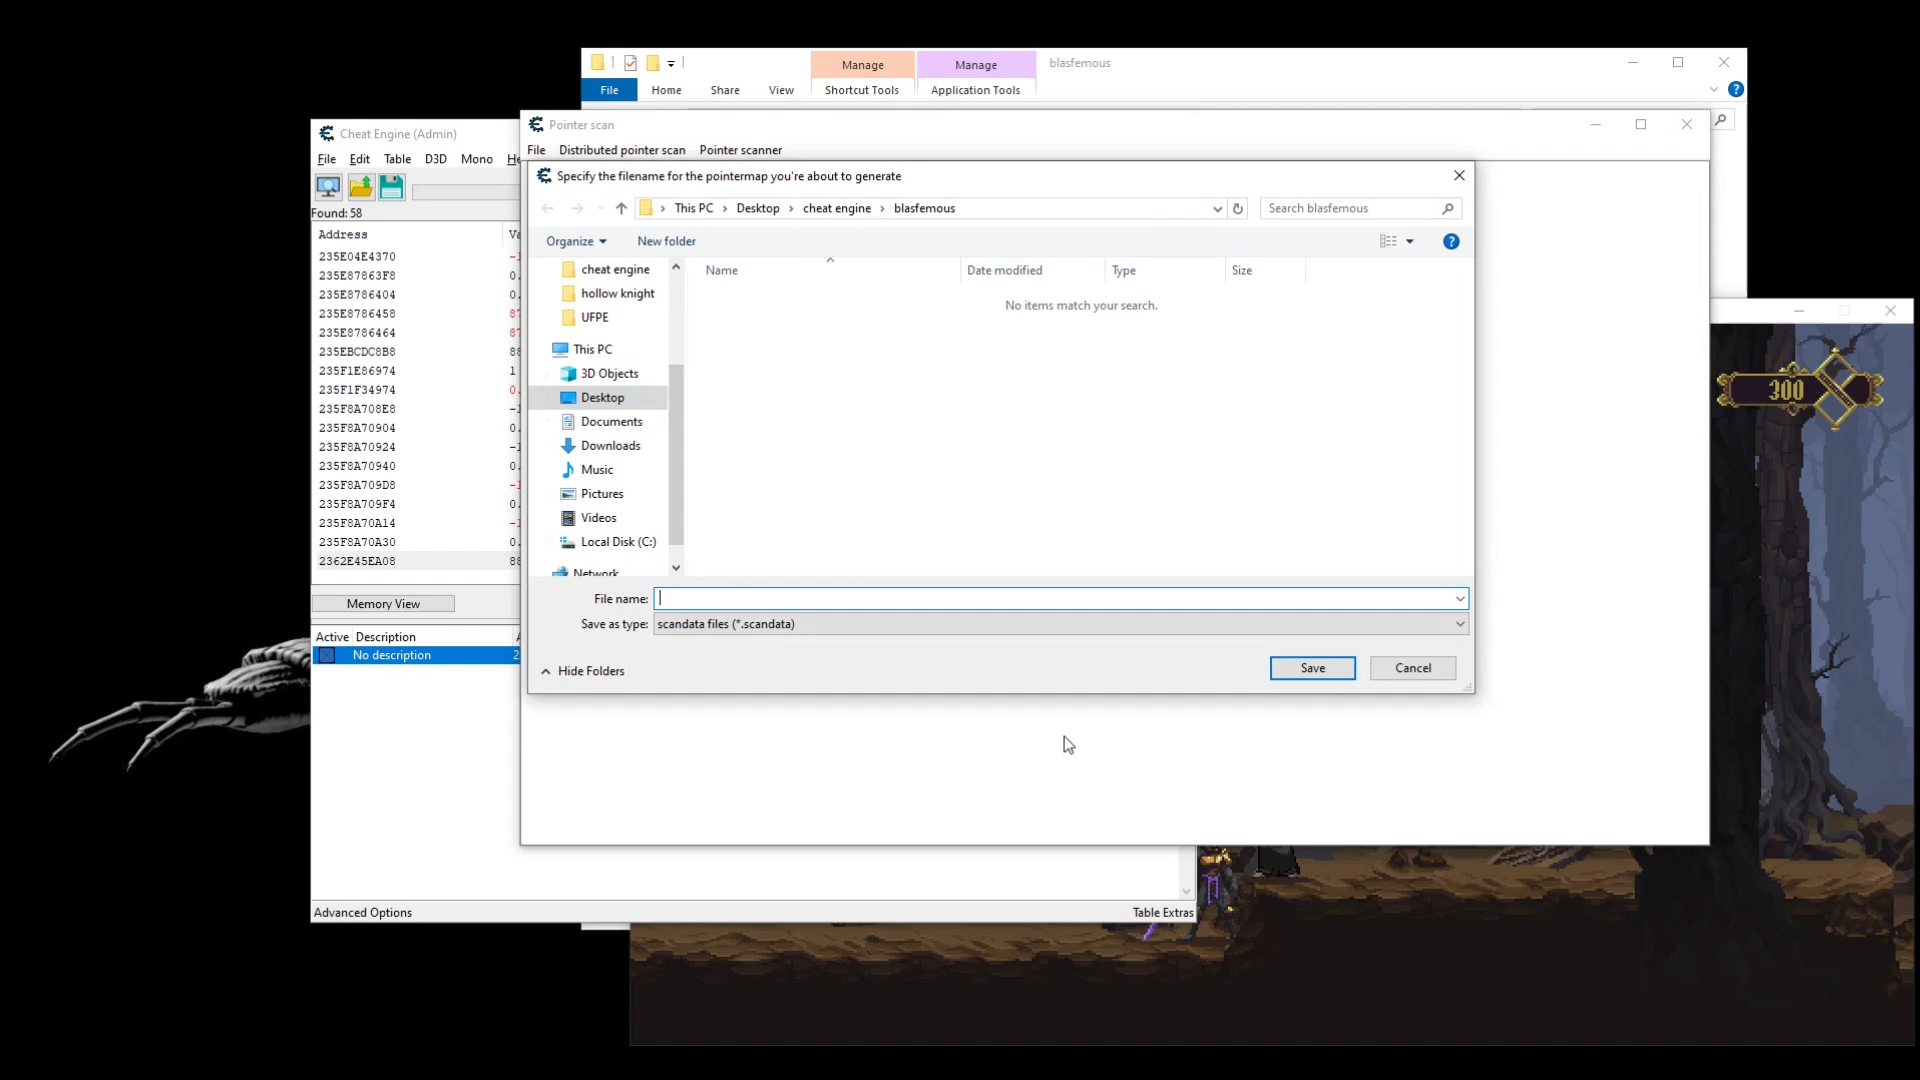 Manage
Manage
blasfemous
File
Home
Share
View
Shortcut Tools
Application Tools
Pointer scan
File
Distributed pointer scan
Pointer scanner
Cheat Engine (Admin)
File
Edit
Table
D3D
Mono
Found: 58
Address
235E04E4370
235E87863F8
235E8786404
235E8786458
235E8786464
235EBCDC8B8
235F1E86974
235F1F34974
235F8A708E8
235F8A70904
235F8A70924
235F8A70940
235F8A709D8
235F8A709F4
235F8A70A14
235F8A70A30
2362E45EA08
Memory View
Active
Description
No description
Advanced Options
Table Extras
Specify the filename for the pointermap you're about to generate
This PC
Desktop
cheat engine
blasfemous
Search blasfemous
Organize
New folder
Name
Date modified
Type
Size
No items match your search.
cheat engine
hollow knight
UFPE
This PC
3D Objects
Desktop
Documents
Downloads
Music
Pictures
Videos
Local Disk (C:)
Network
File name:
Save as type:
scandata files (*.scandata)
Hide Folders
Save
Cancel
300